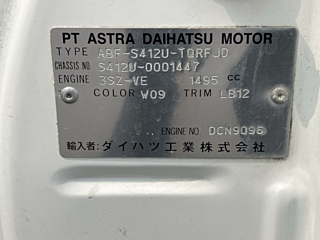 PT ASTRA DAIHATSU MOTOR
TYPE ABF-S412U-TQRFJD
CHASSIS NO. S412U-0001447
ENGINE 3SZ-VE 1495 CC
COLOR W09 TRIM LB12
ENGINE NO. DCN9096
輸入者:ダイハツ工業株式会社